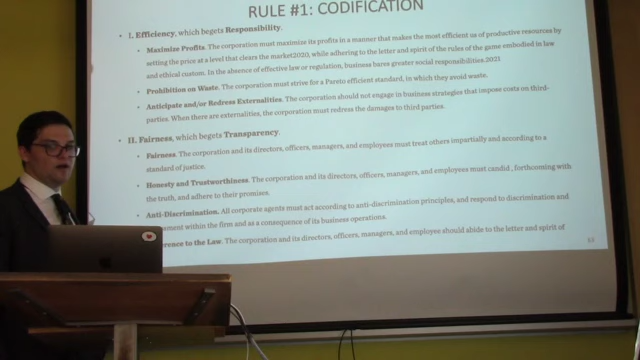 RULE #1: CODIFICATION
• I. Efficiency, which begets Responsibility.
• Maximize Profits. The corporation must maximize its profits in a manner that makes the most efficient us of productive resources by
setting the price at a level that clears the market2020, while adhering to the letter and spirit of the rules of the game embodied in law
and ethical custom. In the absence of effective law or regulation, business bares greater social responsibilities.2021
• Prohibition on Waste. The corporation must strive for a Pareto efficient standard, in which they avoid waste.
• Anticipate and/or Redress Externalities. The corporation should not engage in business strategies that impose costs on third-
parties. When there are externalities, the corporation must redress the damages to third parties.
• II. Fairness, which begets Transparency.
• Fairness. The corporation and its directors, officers, managers, and employees must treat others impartially and according to a
standard of justice.
• Honesty and Trustworthiness. The corporation and its directors, officers, managers, and employees must candid, forthcoming with
the truth, and adhere to their promises.
• Anti-Discrimination. All corporate agents must act according to anti-discrimination principles, and respond to discrimination and
within the firm and as a consequence of its business operations.
to the Law. The corporation and its directors, officers, managers, and employee should abide to the letter and spirit of